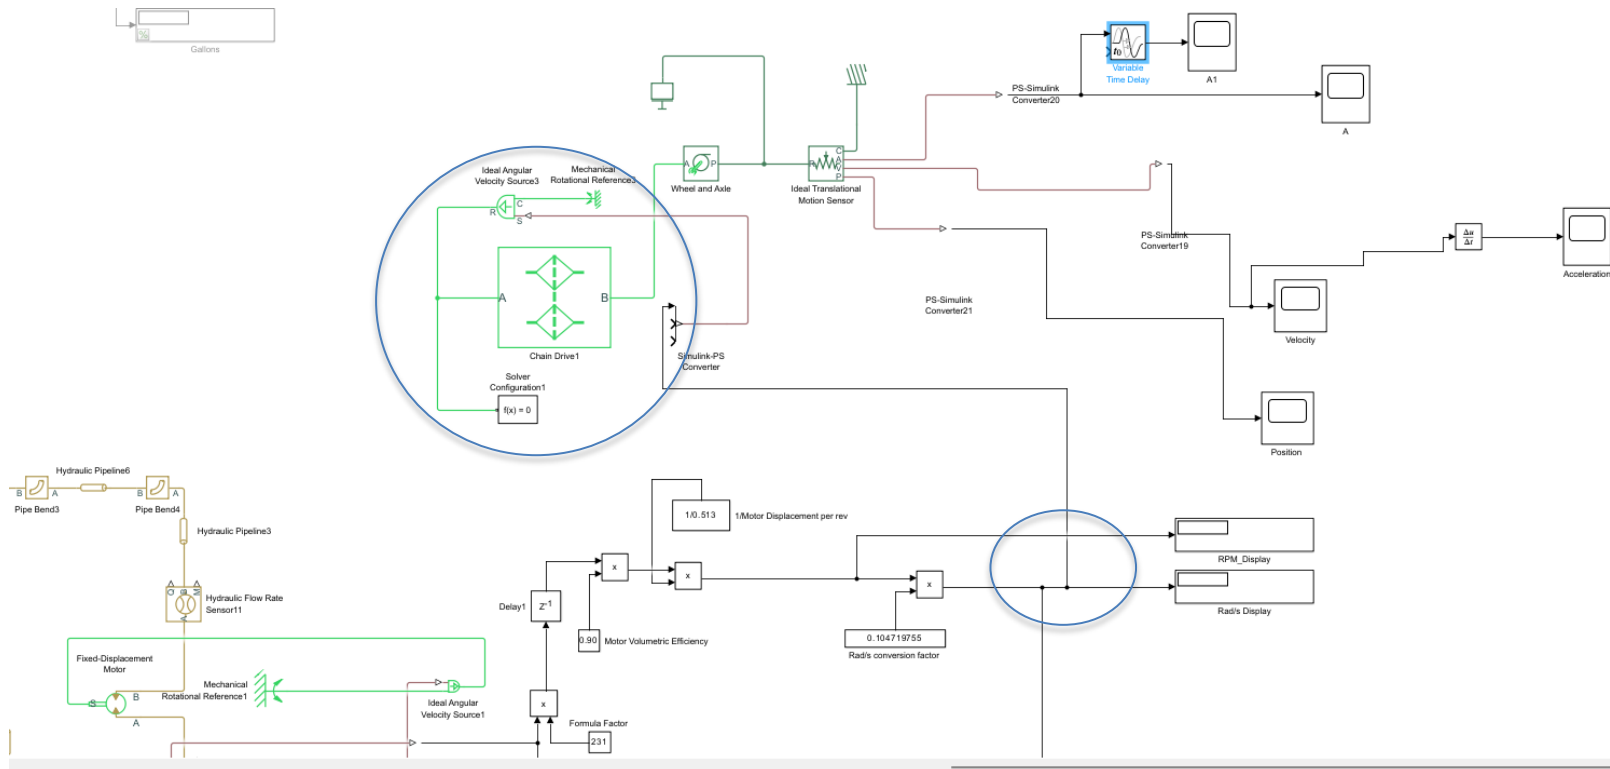 Gallons
Variable
Time Delay
A1
PS-Simulink
Converter20
A
Ideal Angular
Velocity Source3
Mechanical
Rotational Reference3
R
C
S
A
P
Wheel and Axle
C
A
V
P
R
Ideal Translational
Motion Sensor
PS-Simulink
Converter19
Δu
Δt
Acceleration
A
B
Chain Drive1
PS-Simulink
Converter21
Velocity
Simulink-PS
Converter
Solver
Configuration1
f(x) = 0
Position
Hydraulic Pipeline6
B
A
B
A
Pipe Bend3
Pipe Bend4
Hydraulic Pipeline3
1/0.513
1/Motor Displacement per rev
RPM_Display
x
x
x
Rad/s Display
Q
M
A
Hydraulic Flow Rate
Sensor11
Delay1
Z-1
0.90
Motor Volumetric Efficiency
0.104719755
Rad/s conversion factor
Fixed-Displacement
Motor
S
B
A
Mechanical
Rotational Reference1
Ideal Angular
Velocity Source1
x
Formula Factor
231